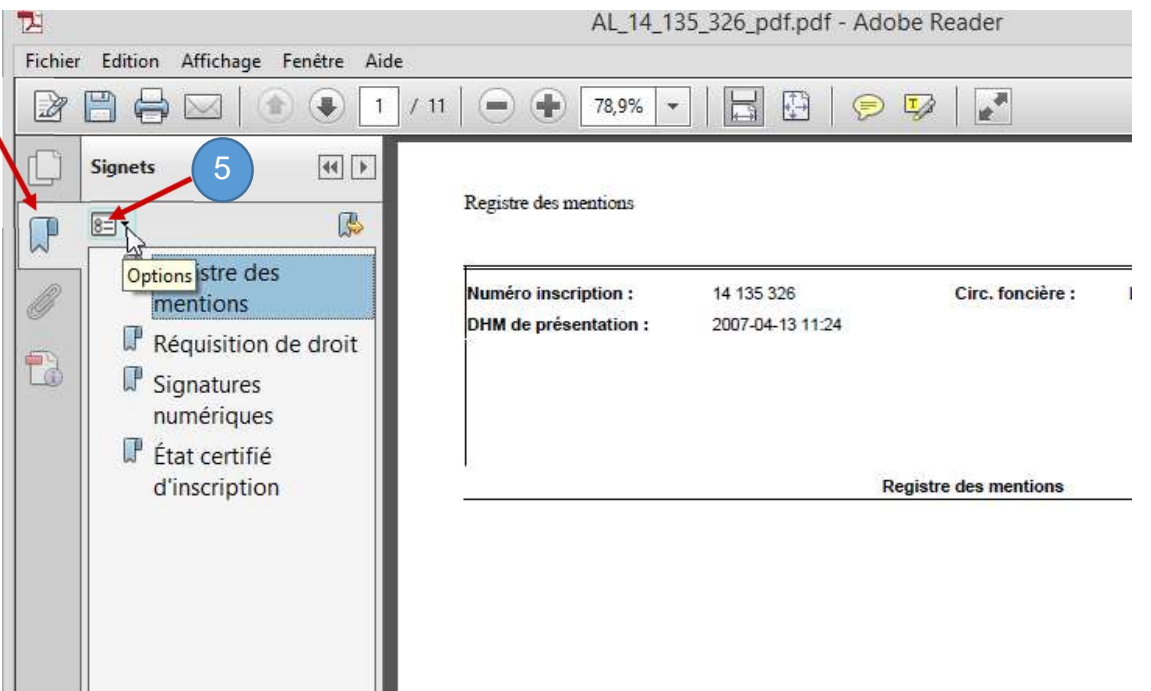 AL_14_135_326_pdf.pdf - Adobe Reader
Fichier Edition Affichage Fenêtre Aide
1 / 11 78,9%
Signets
5
Options
istre des
mentions
Réquisition de droit
Signatures
numériques
État certifié
d'inscription
Registre des mentions
Numéro inscription : 14 135 326 Circ. foncière :
DHM de présentation : 2007-04-13 11:24
Registre des mentions